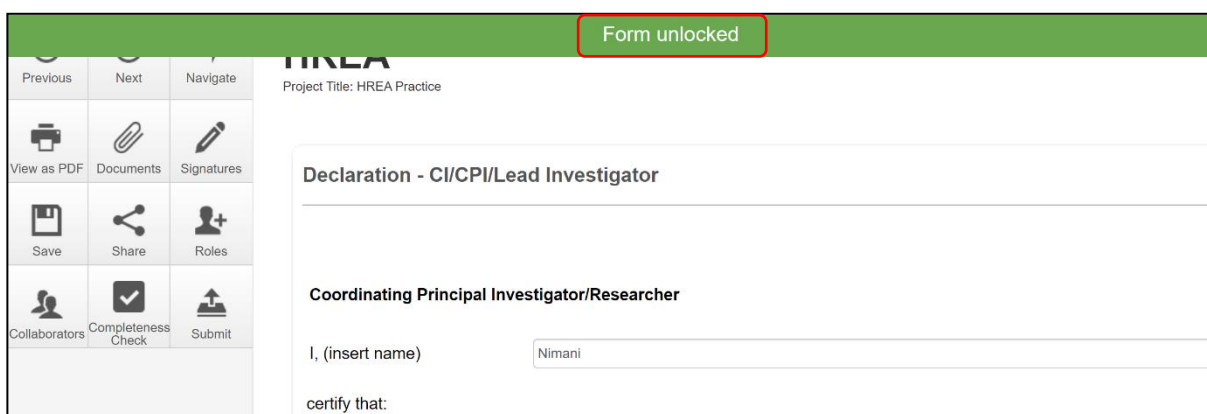 Form unlocked
HREA
Previous Next Navigate
Project Title: HREA Practice
View as PDF Documents Signatures
Declaration - CI/CPI/Lead Investigator
Save Share Roles
Coordinating Principal Investigator/Researcher
Collaborators Completeness Check Submit
I, (insert name) Nimani
certify that: